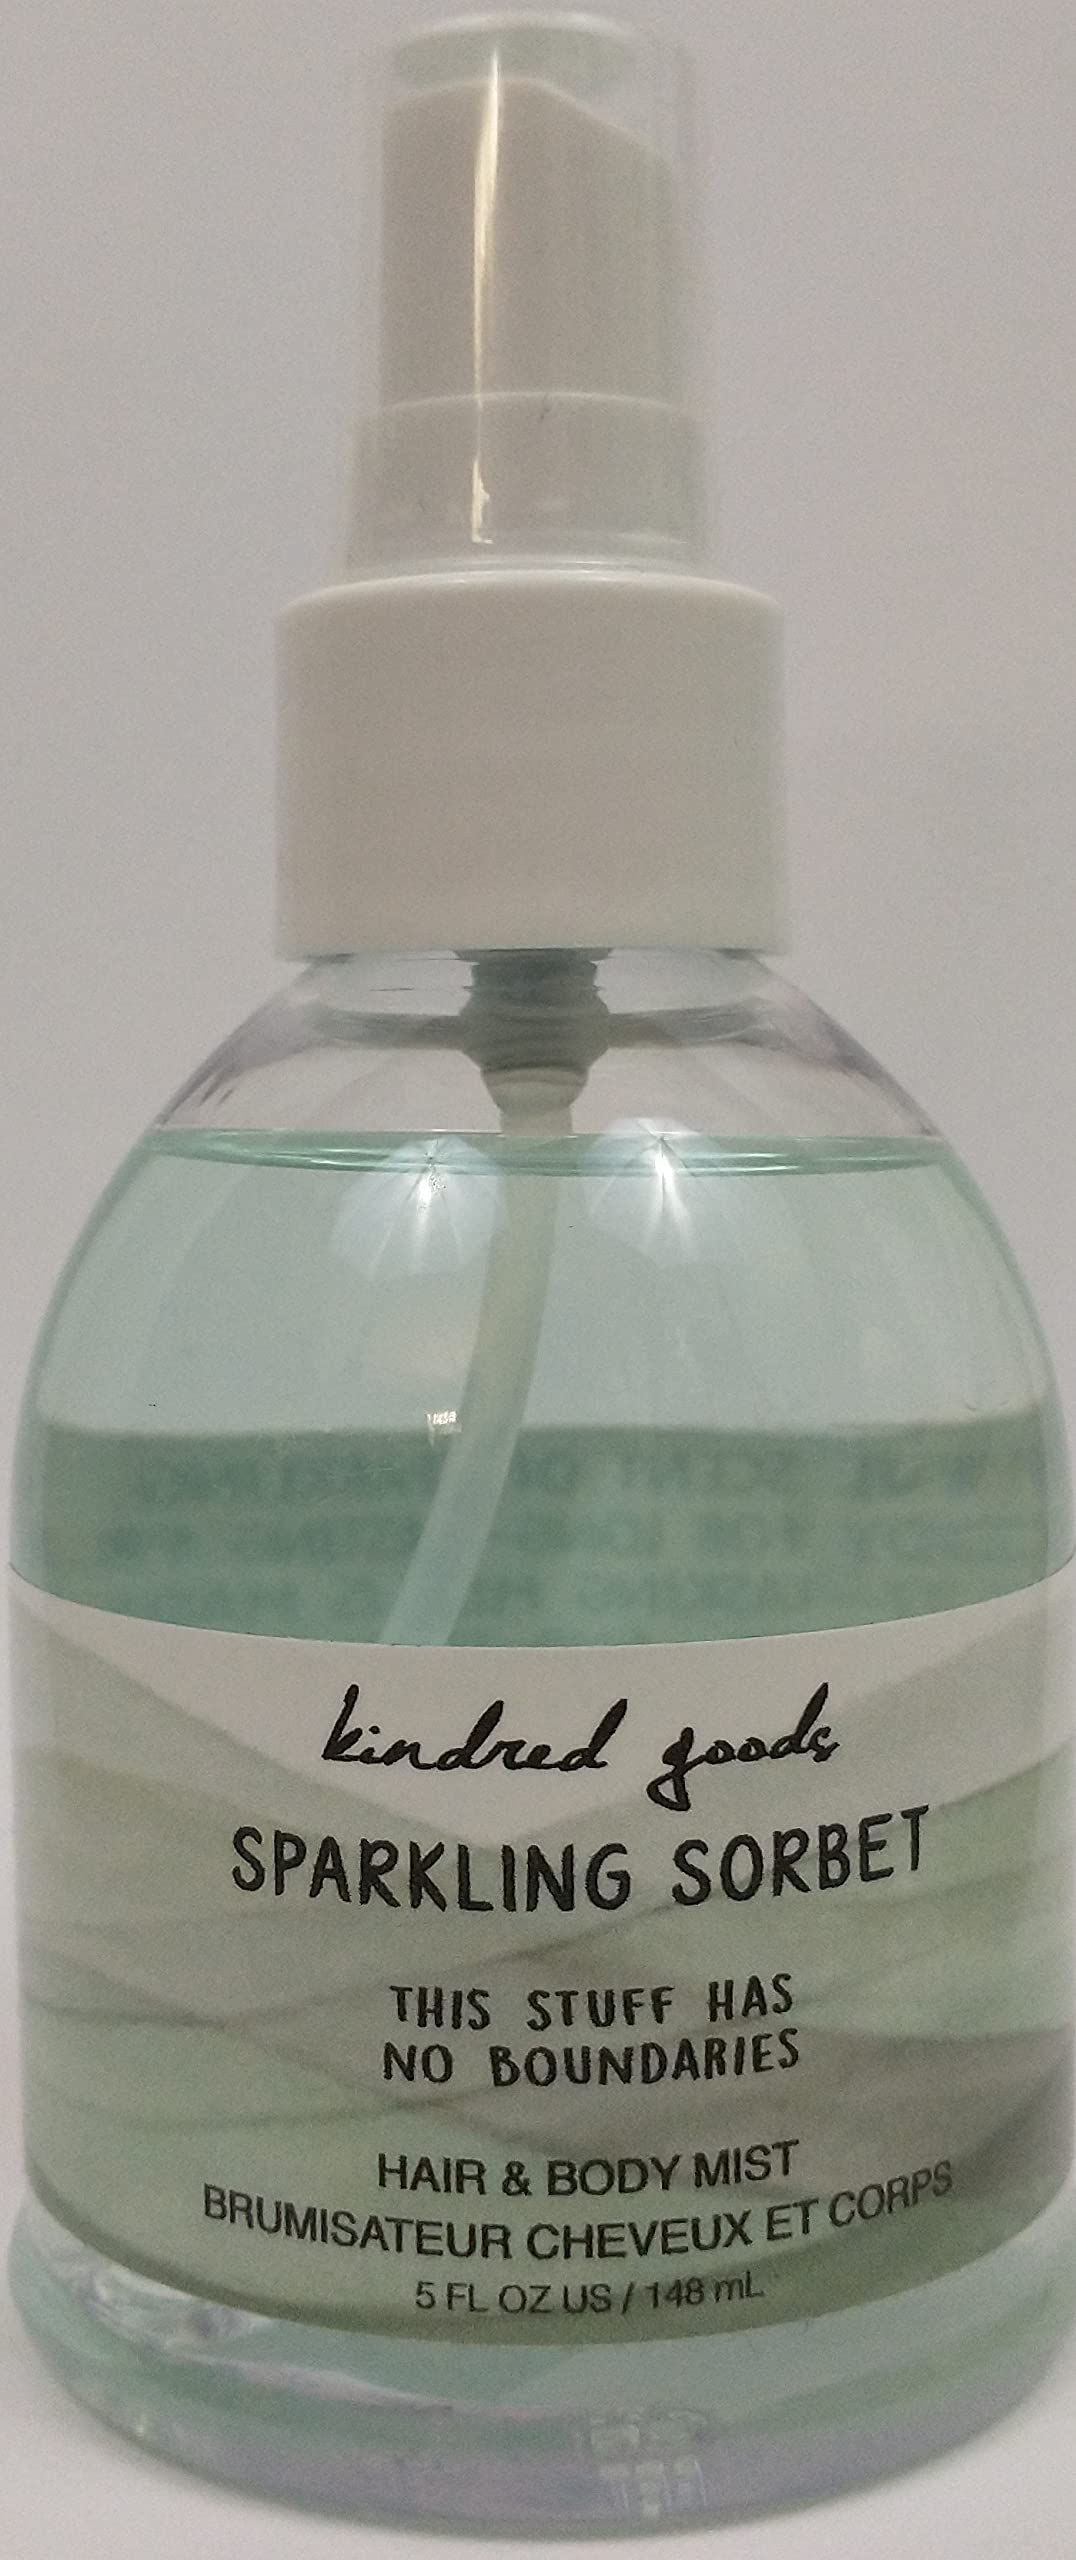 kindred goods
SPARKLING SORBET
THIS STUFF HAS
NO BOUNDARIES
HAIR & BODY MIST
BRUMISATEUR CHEVEUX ET CORPS
5 FL OZ US / 148 mL